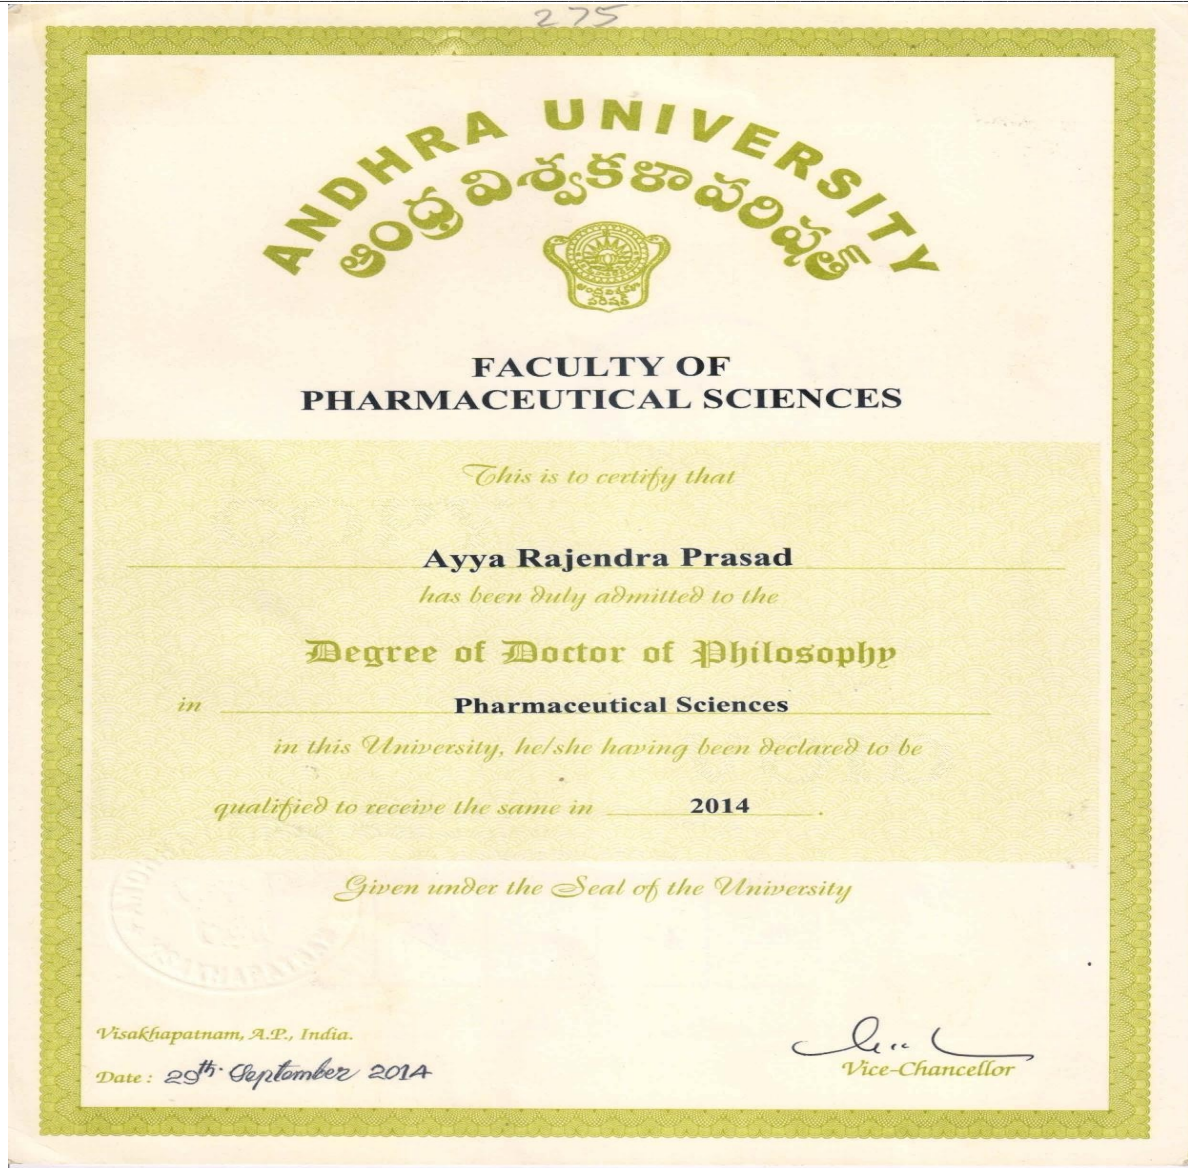 275
ANDHRA UNIVERSITY
ఆంధ్ర విశ్వకళాపరిషత్
FACULTY OF
PHARMACEUTICAL SCIENCES
This is to certify that
Ayya Rajendra Prasad
has been duly admitted to the
Degree of Doctor of Philosophy
in Pharmaceutical Sciences
in this University, he/she having been declared to be
qualified to receive the same in 2014.
Given under the Seal of the University
Visakhapatnam, A.P., India.
Date : 29th September 2014
Vice-Chancellor